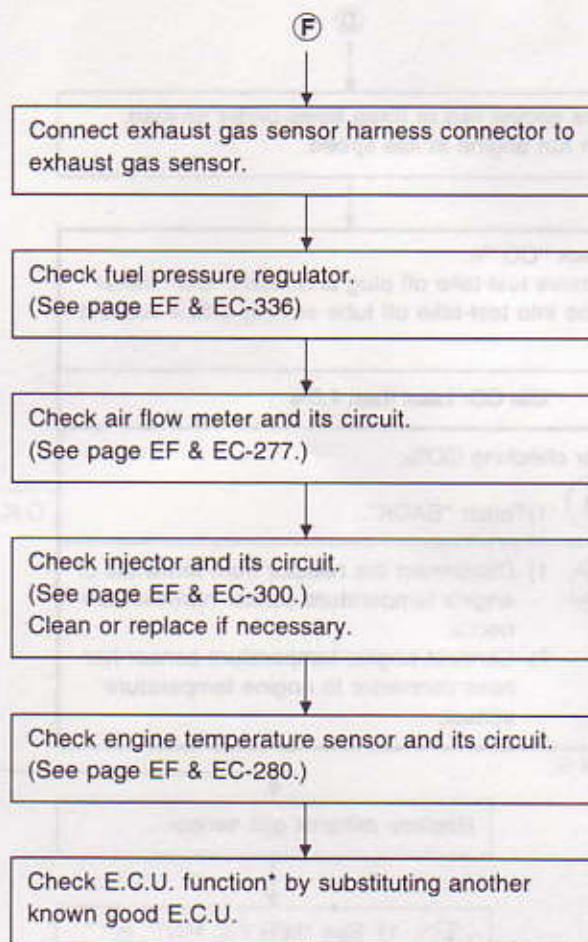 F
Connect exhaust gas sensor harness connector to
exhaust gas sensor.
Check fuel pressure regulator.
(See page EF & EC-336)
Check air flow meter and its circuit.
(See page EF & EC-277.)
Check injector and its circuit.
(See page EF & EC-300.)
Clean or replace if necessary.
Check engine temperature sensor and its circuit.
(See page EF & EC-280.)
Check E.C.U. function* by substituting another
known good E.C.U.